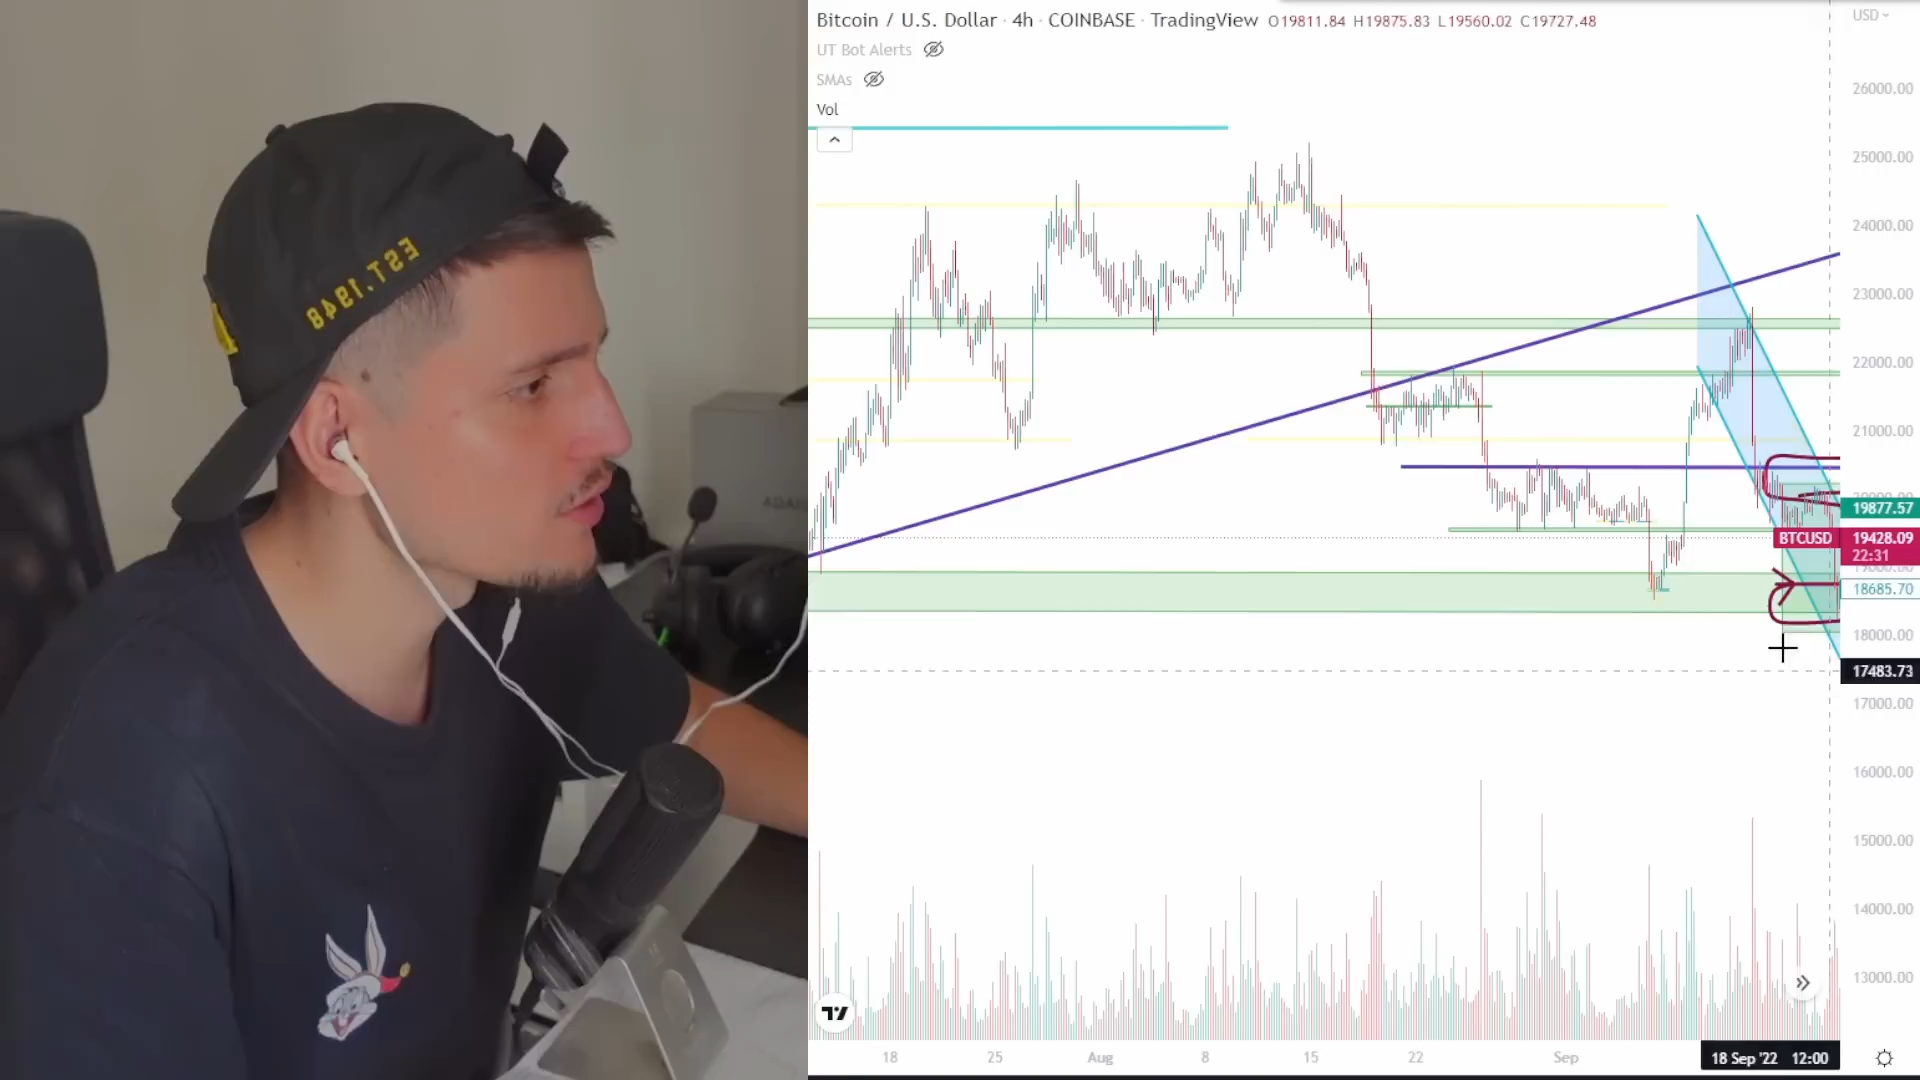 Bitcoin / U.S. Dollar · 4h · COINBASE · TradingView O19811.84 H19875.83 L19560.02 C19727.48
USD
UT Bot Alerts
SMAs
Vol
26000.00
25000.00
24000.00
23000.00
22000.00
21000.00
19877.57
BTCUSD 19428.09
22:31
18685.70
18000.00
17483.73
17000.00
16000.00
15000.00
14000.00
13000.00
18 25 Aug 8 15 22 Sep 18 Sep '22 12:00
EST.1948